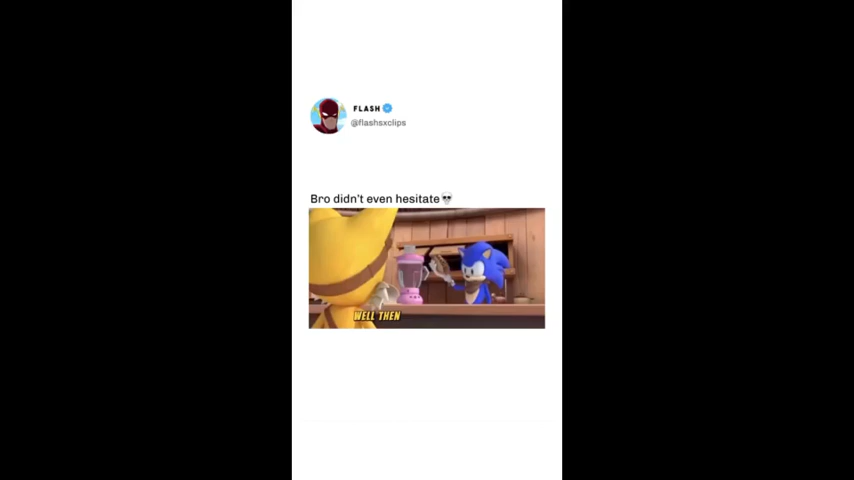 FLASH
@flashsxclips
Bro didn't even hesitate💀
WELL THEN